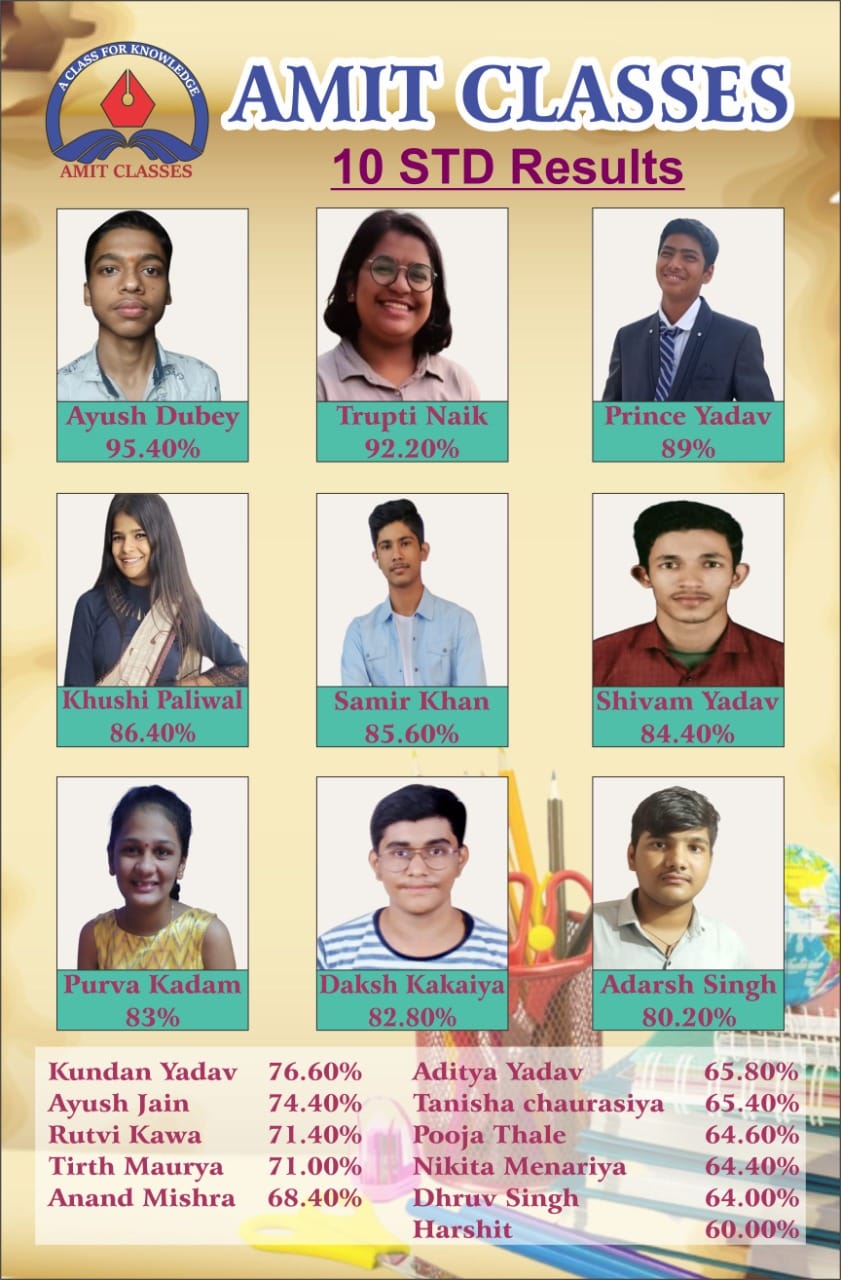 A CLASS FOR KNOWLEDGE
AMIT CLASSES
AMIT CLASSES
10 STD Results
Ayush Dubey
95.40%
Trupti Naik
92.20%
Prince Yadav
89%
Khushi Paliwal
86.40%
Samir Khan
85.60%
Shivam Yadav
84.40%
Purva Kadam
83%
Daksh Kakaiya
82.80%
Adarsh Singh
80.20%
Kundan Yadav 76.60%
Ayush Jain 74.40%
Rutvi Kawa 71.40%
Tirth Maurya 71.00%
Anand Mishra 68.40%
Aditya Yadav 65.80%
Tanisha chaurasiya 65.40%
Pooja Thale 64.60%
Nikita Menariya 64.40%
Dhruv Singh 64.00%
Harshit 60.00%